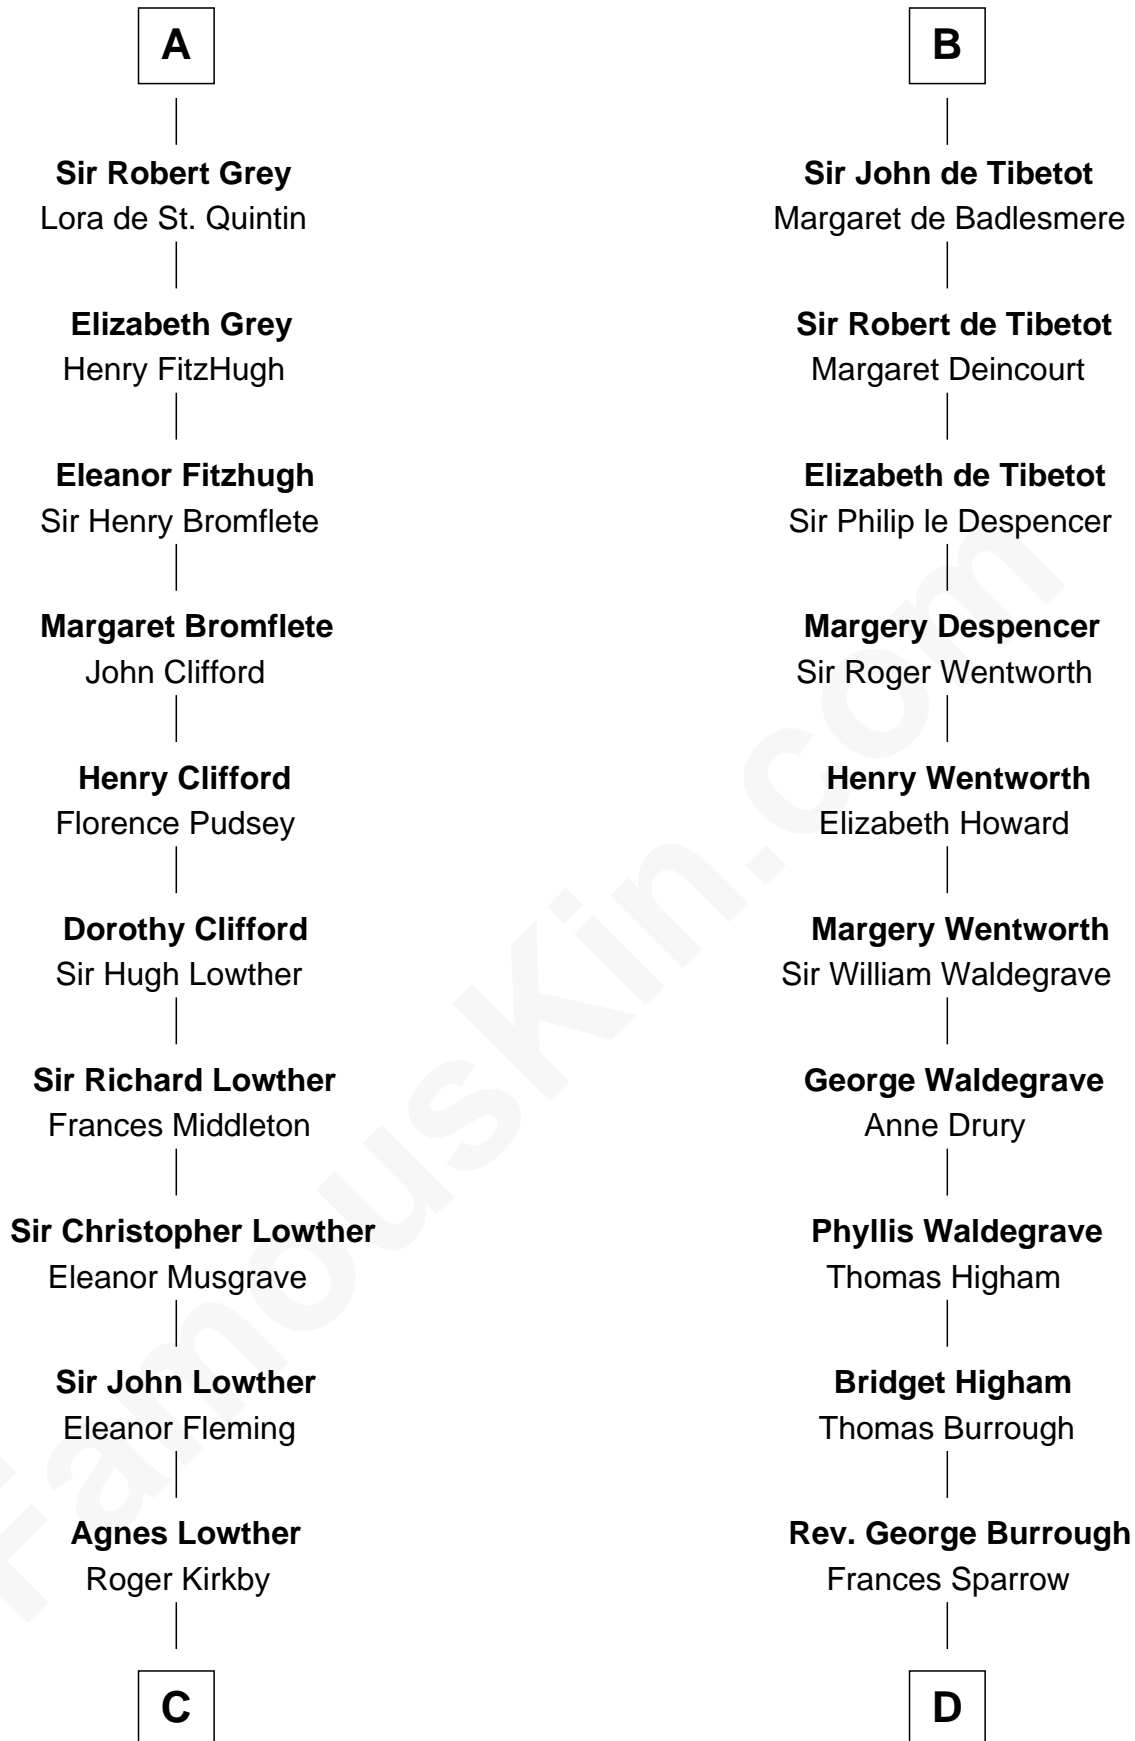 A
Sir Robert Grey
Lora de St. Quintin
Elizabeth Grey
Henry FitzHugh
Eleanor Fitzhugh
Sir Henry Bromflete
Margaret Bromflete
John Clifford
Henry Clifford
Florence Pudsey
Dorothy Clifford
Sir Hugh Lowther
Sir Richard Lowther
Frances Middleton
Sir Christopher Lowther
Eleanor Musgrave
Sir John Lowther
Eleanor Fleming
Agnes Lowther
Roger Kirkby
C
B
Sir John de Tibetot
Margaret de Badlesmere
Sir Robert de Tibetot
Margaret Deincourt
Elizabeth de Tibetot
Sir Philip le Despencer
Margery Despencer
Sir Roger Wentworth
Henry Wentworth
Elizabeth Howard
Margery Wentworth
Sir William Waldegrave
George Waldegrave
Anne Drury
Phyllis Waldegrave
Thomas Higham
Bridget Higham
Thomas Burrough
Rev. George Burrough
Frances Sparrow
D
FamousKin.com